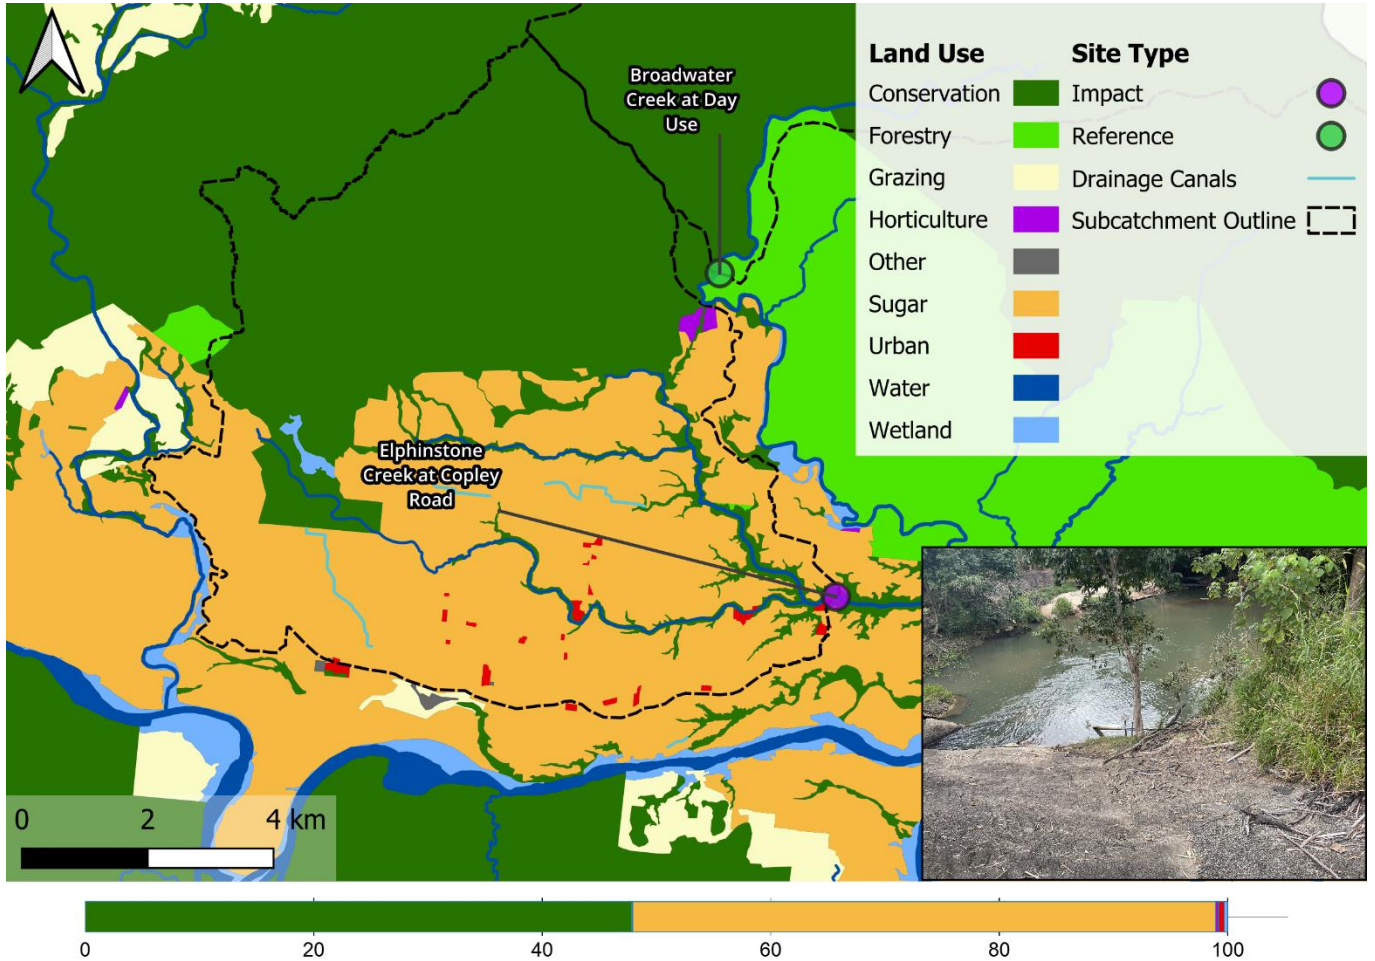 Broadwater
Creek at Day
Use
Elphinstone
Creek at Copley
Road
Land Use
Conservation
Forestry
Grazing
Horticulture
Other
Sugar
Urban
Water
Wetland
Site Type
Impact
Reference
Drainage Canals
Subcatchment Outline
0 2 4 km
0 20 40 60 80 100